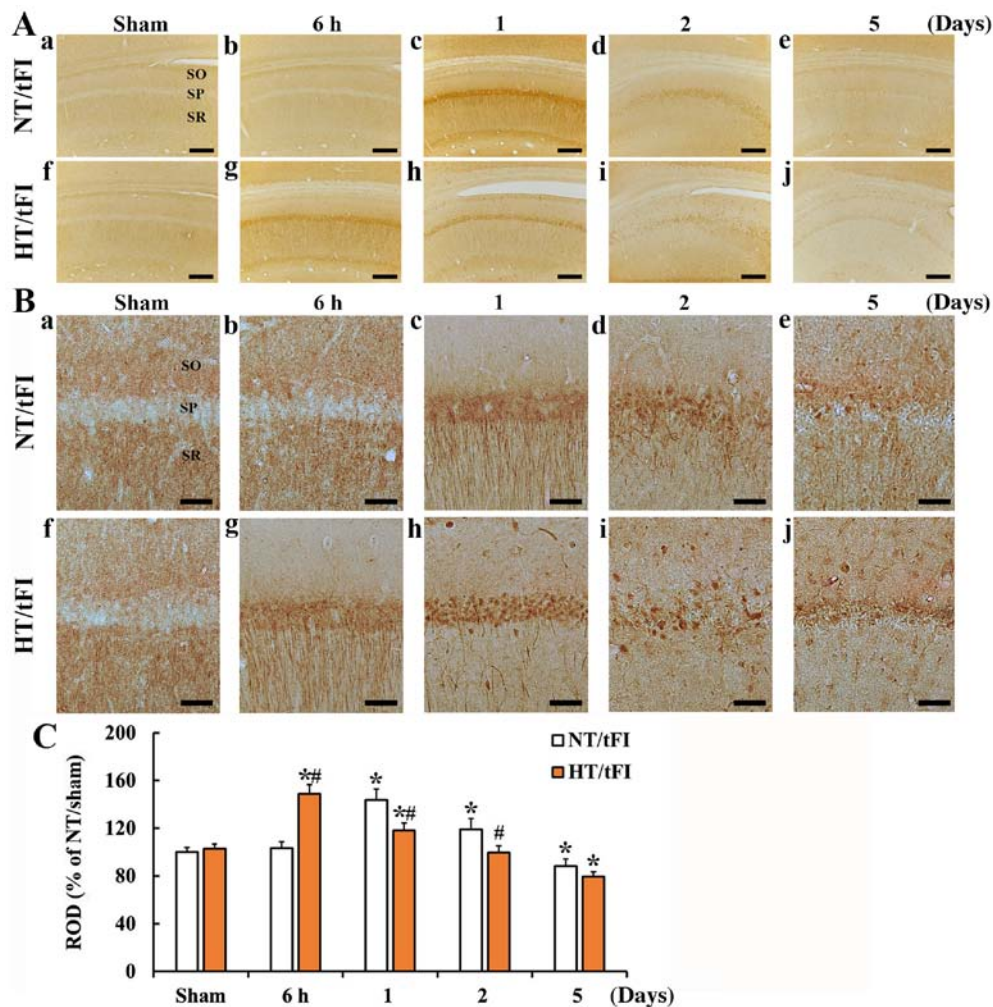 A Sham 6 h 1 2 5 (Days)
a b c d e
NT/tFI
SO
SP
SR
f g h i j
HT/tFI
B Sham 6 h 1 2 5 (Days)
a b c d e
NT/tFI
SO
SP
SR
f g h i j
HT/tFI
C
200
160
120
80
40
0
ROD (% of NT/sham)
NT/tFI
HT/tFI
*# * *# * # * *
Sham 6 h 1 2 5 (Days)